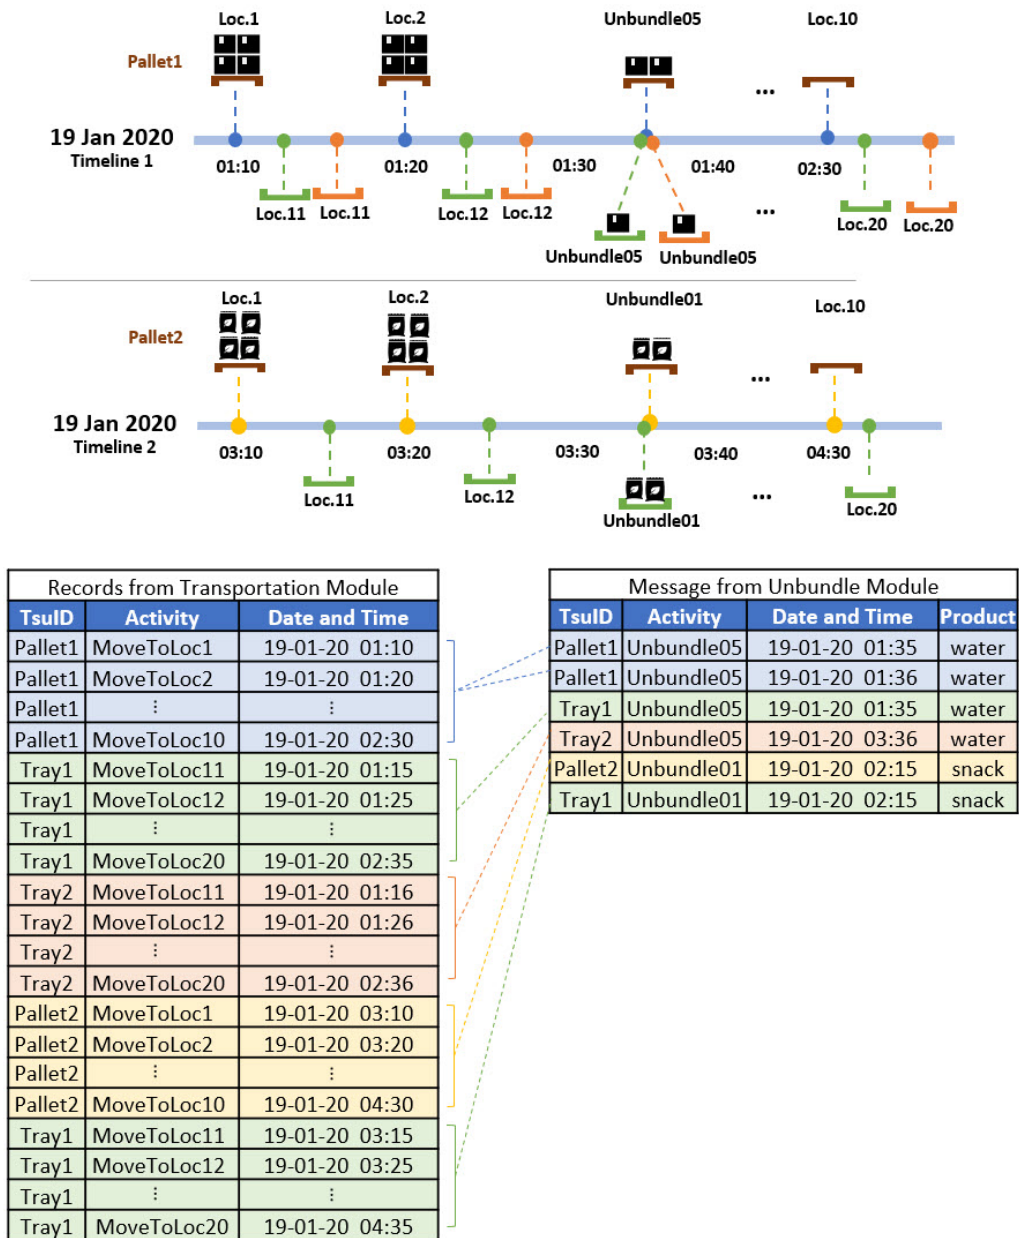 Loc.1 Loc.2 Unbundle05 Loc.10
Pallet1
...
19 Jan 2020
Timeline 1
01:10 01:20 01:30 01:40 02:30
Loc.11 Loc.11 Loc.12 Loc.12 ... Loc.20 Loc.20
Unbundle05 Unbundle05
Loc.1 Loc.2 Unbundle01 Loc.10
Pallet2
...
19 Jan 2020
Timeline 2
03:10 03:20 03:30 03:40 04:30
Loc.11 Loc.12 ... Loc.20
Unbundle01
Records from Transportation Module
TsuID Activity Date and Time
Pallet1 MoveToLoc1 19-01-20 01:10
Pallet1 MoveToLoc2 19-01-20 01:20
Pallet1 ⋮ ⋮
Pallet1 MoveToLoc10 19-01-20 02:30
Tray1 MoveToLoc11 19-01-20 01:15
Tray1 MoveToLoc12 19-01-20 01:25
Tray1 ⋮ ⋮
Tray1 MoveToLoc20 19-01-20 02:35
Tray2 MoveToLoc11 19-01-20 01:16
Tray2 MoveToLoc12 19-01-20 01:26
Tray2 ⋮ ⋮
Tray2 MoveToLoc20 19-01-20 02:36
Pallet2 MoveToLoc1 19-01-20 03:10
Pallet2 MoveToLoc2 19-01-20 03:20
Pallet2 ⋮ ⋮
Pallet2 MoveToLoc10 19-01-20 04:30
Tray1 MoveToLoc11 19-01-20 03:15
Tray1 MoveToLoc12 19-01-20 03:25
Tray1 ⋮ ⋮
Tray1 MoveToLoc20 19-01-20 04:35
Message from Unbundle Module
TsuID Activity Date and Time Product
Pallet1 Unbundle05 19-01-20 01:35 water
Pallet1 Unbundle05 19-01-20 01:36 water
Tray1 Unbundle05 19-01-20 01:35 water
Tray2 Unbundle05 19-01-20 03:36 water
Pallet2 Unbundle01 19-01-20 02:15 snack
Tray1 Unbundle01 19-01-20 02:15 snack